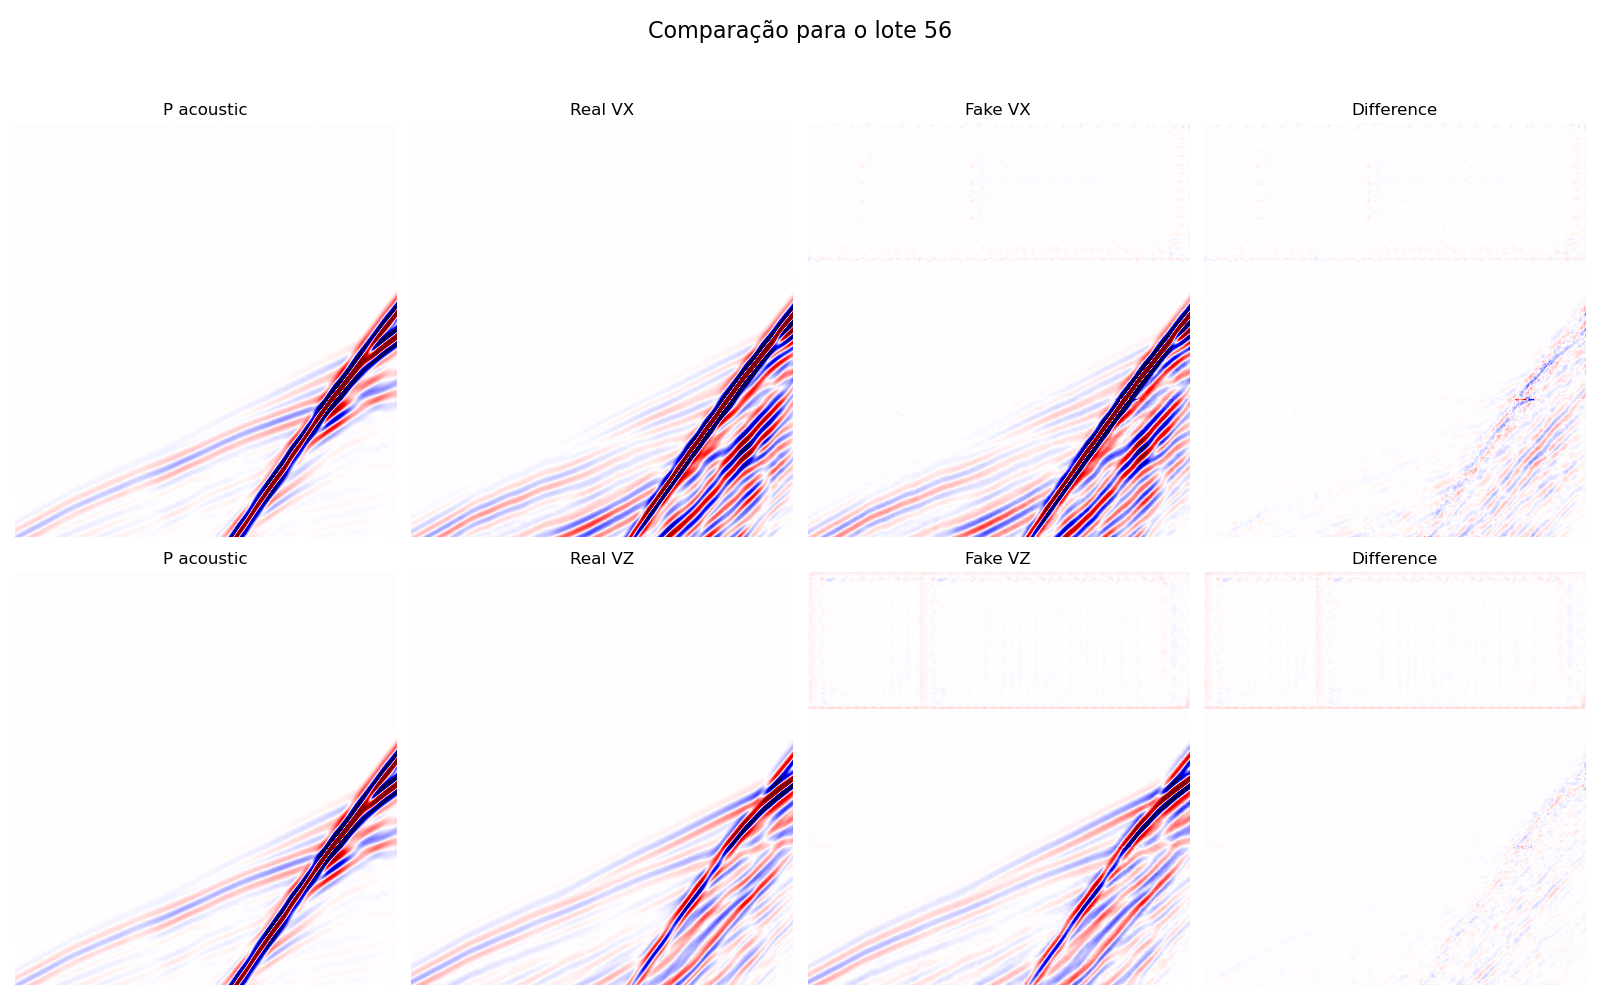 Comparação para o lote 56
P acoustic
Real VX
Fake VX
Difference
P acoustic
Real VZ
Fake VZ
Difference